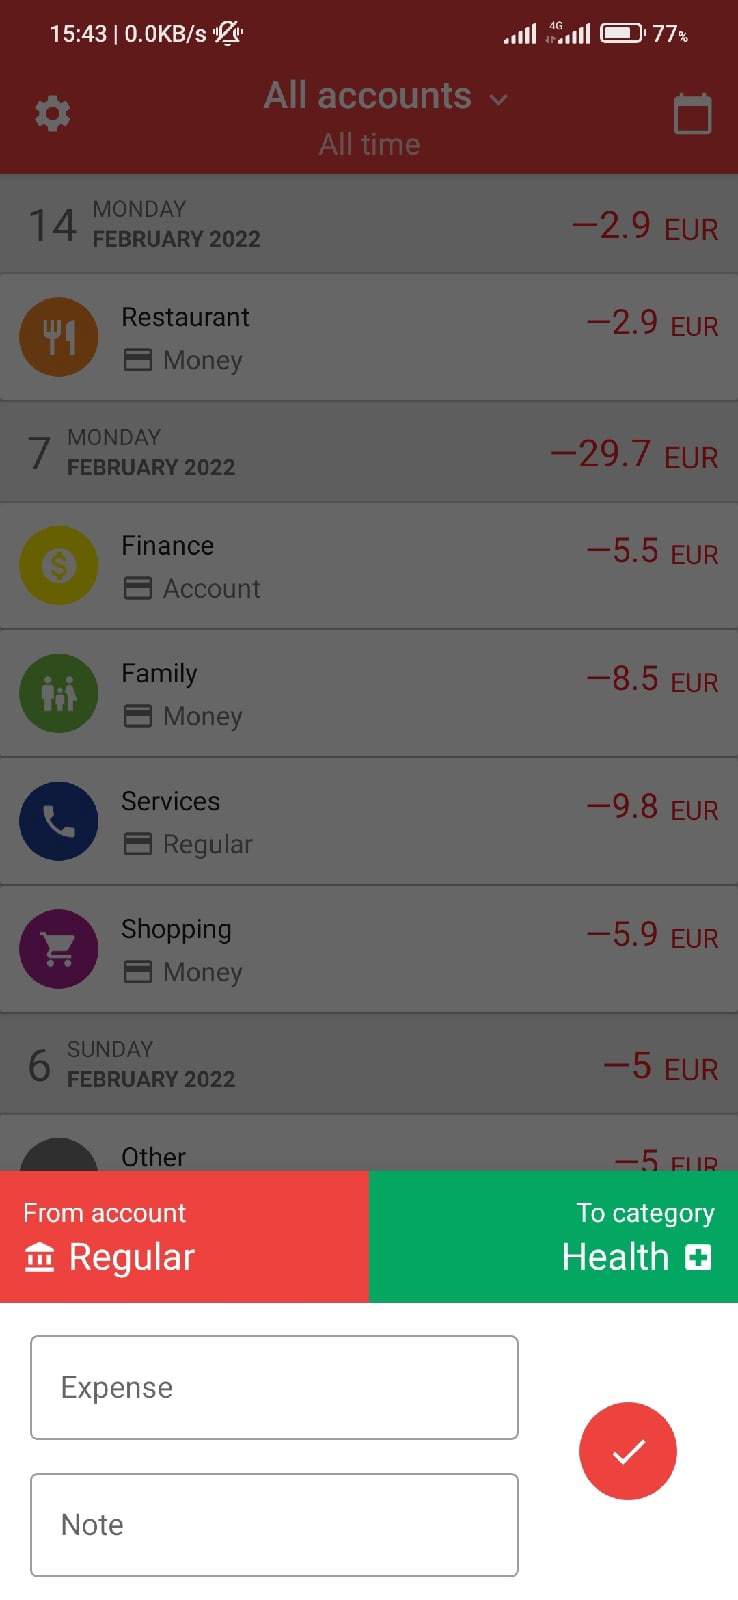 15:43 | 0.0KB/s 4G 77%
All accounts
All time
14 MONDAY
FEBRUARY 2022 −2.9 EUR
Restaurant −2.9 EUR
Money
7 MONDAY
FEBRUARY 2022 −29.7 EUR
Finance −5.5 EUR
Account
Family −8.5 EUR
Money
Services −9.8 EUR
Regular
Shopping −5.9 EUR
Money
6 SUNDAY
FEBRUARY 2022 −5 EUR
Other −5 EUR
From account To category
Regular Health
Expense
Note